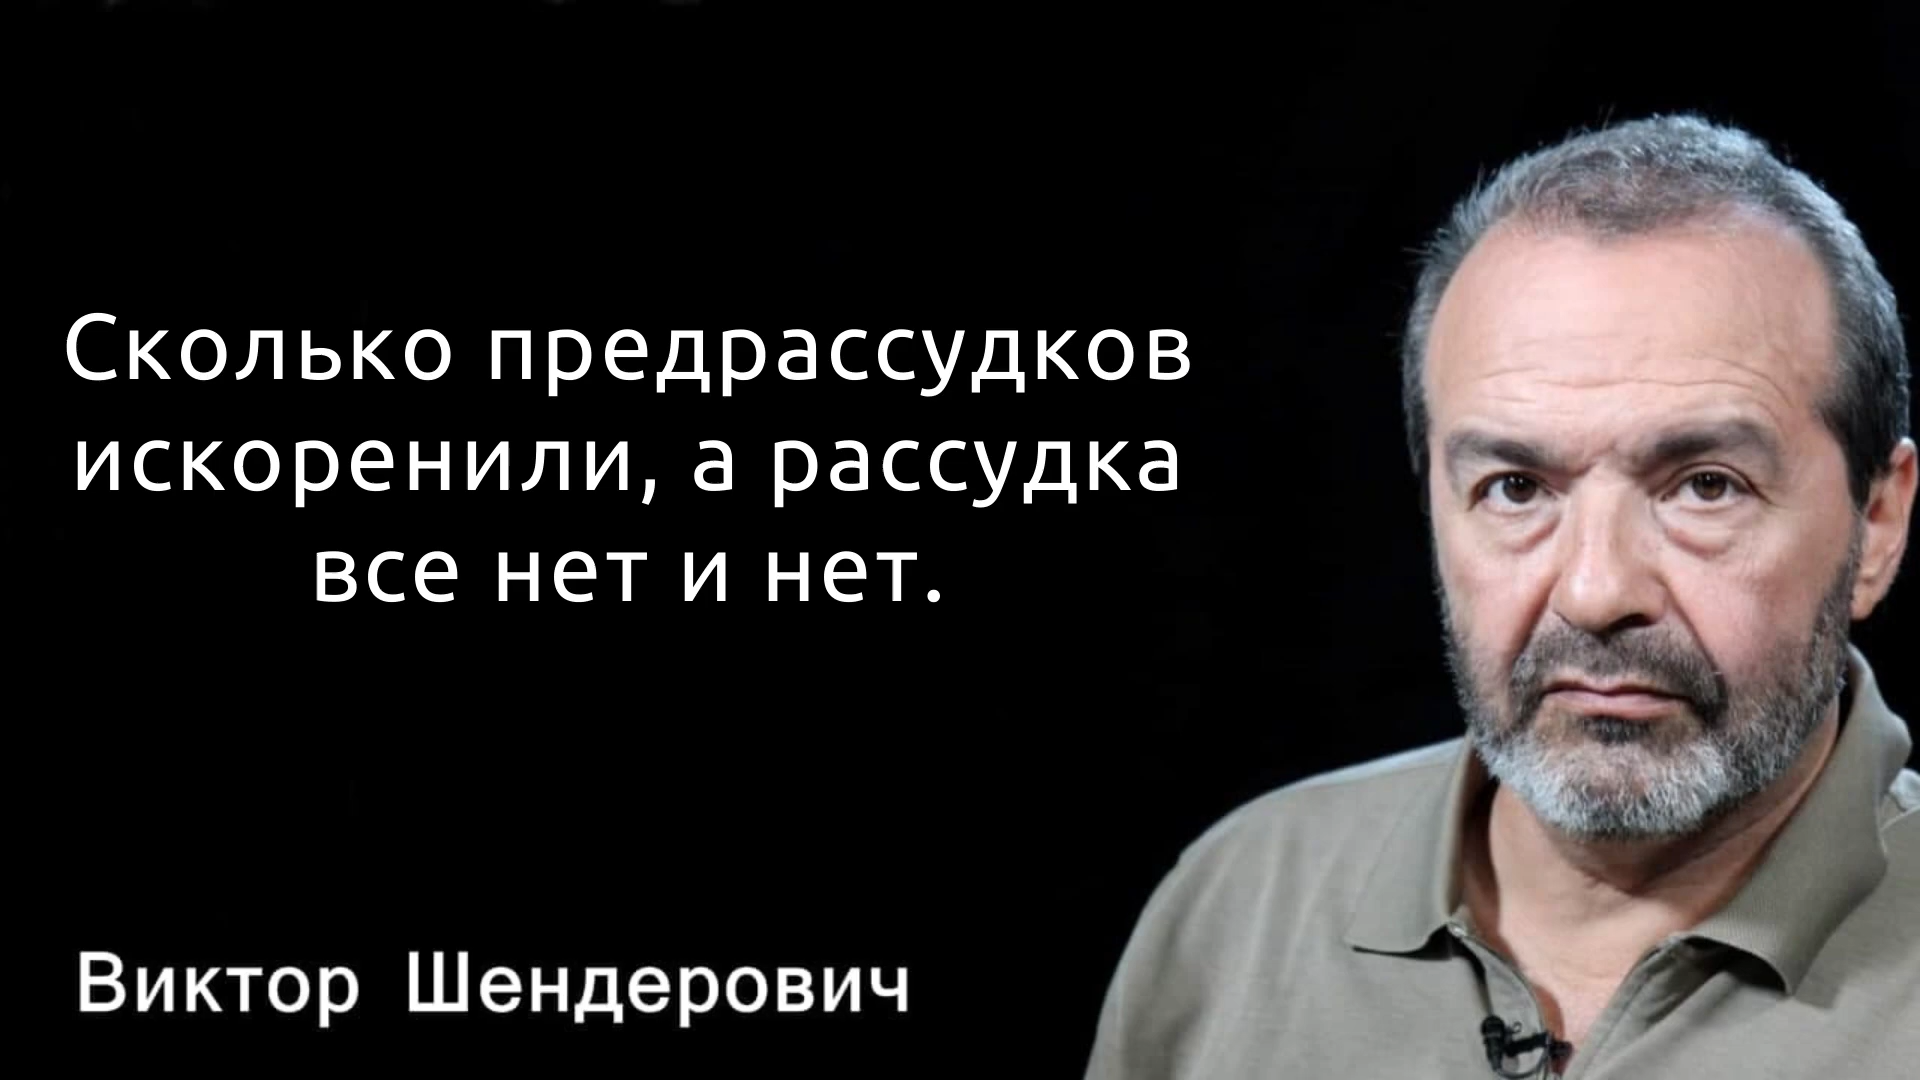 Сколько предрассудков
искоренили, а рассудка
все нет и нет.
Виктор Шендерович